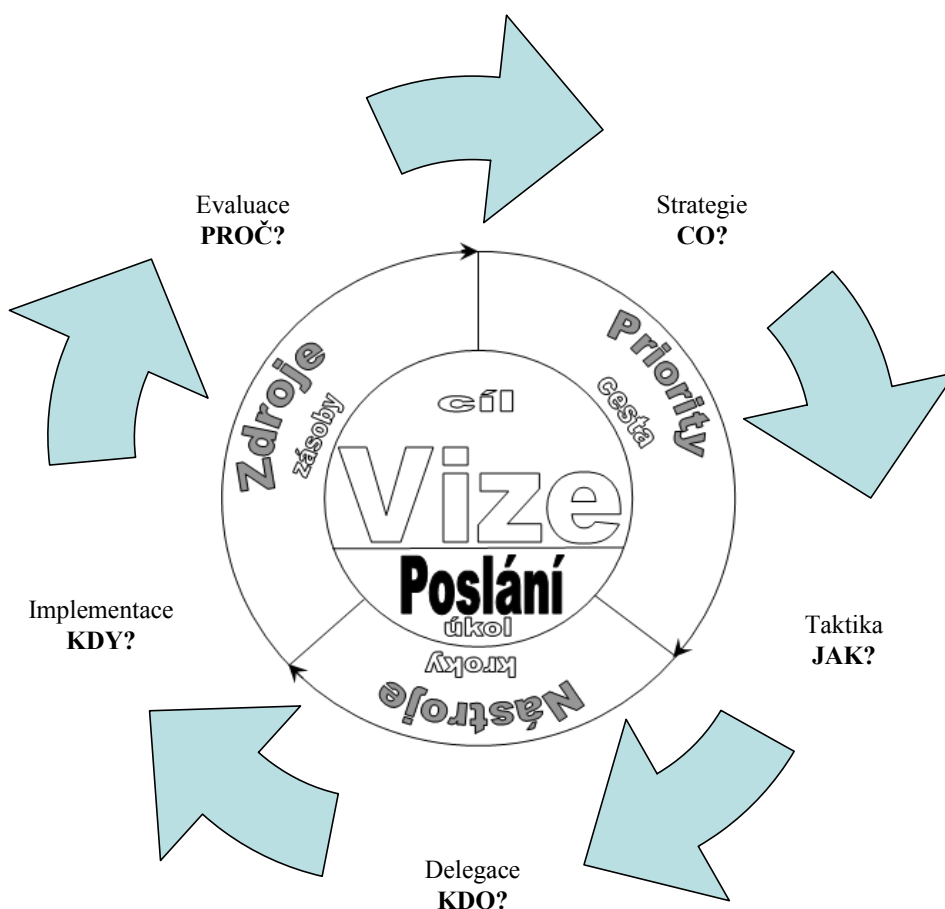 Evaluace
PROČ?
Strategie
CO?
Zdroje
zásoby
Priority
cesta
cíl
Vize
Poslání
úkol
kroky
Nástroje
Implementace
KDY?
Taktika
JAK?
Delegace
KDO?